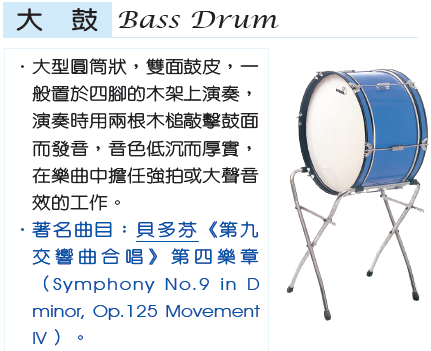 大鼓 Bass Drum
·大型圓筒狀，雙面鼓皮，一
般置於四腳的木架上演奏，
演奏時用兩根木槌敲擊鼓面
而發音，音色低沉而厚實，
在樂曲中擔任強拍或大聲音
效的工作。
·著名曲目：貝多芬《第九
交響曲合唱》第四樂章
（Symphony No.9 in D
minor, Op.125 Movement
Ⅳ）。